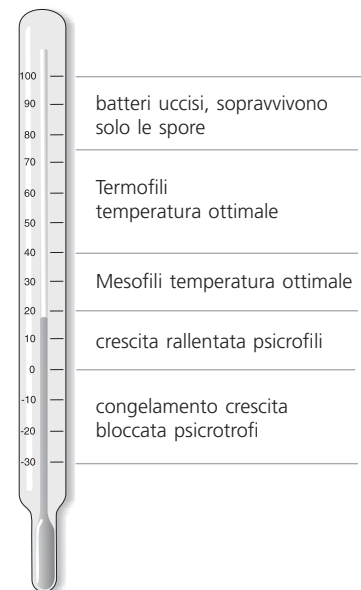 100
90
batteri uccisi, sopravvivono
80
solo le spore
70
60
Termofili
50
temperatura ottimale
40
30
Mesofili temperatura ottimale
20
10
crescita rallentata psicrofili
0
-10
congelamento crescita
-20
bloccata psicrotrofi
-30